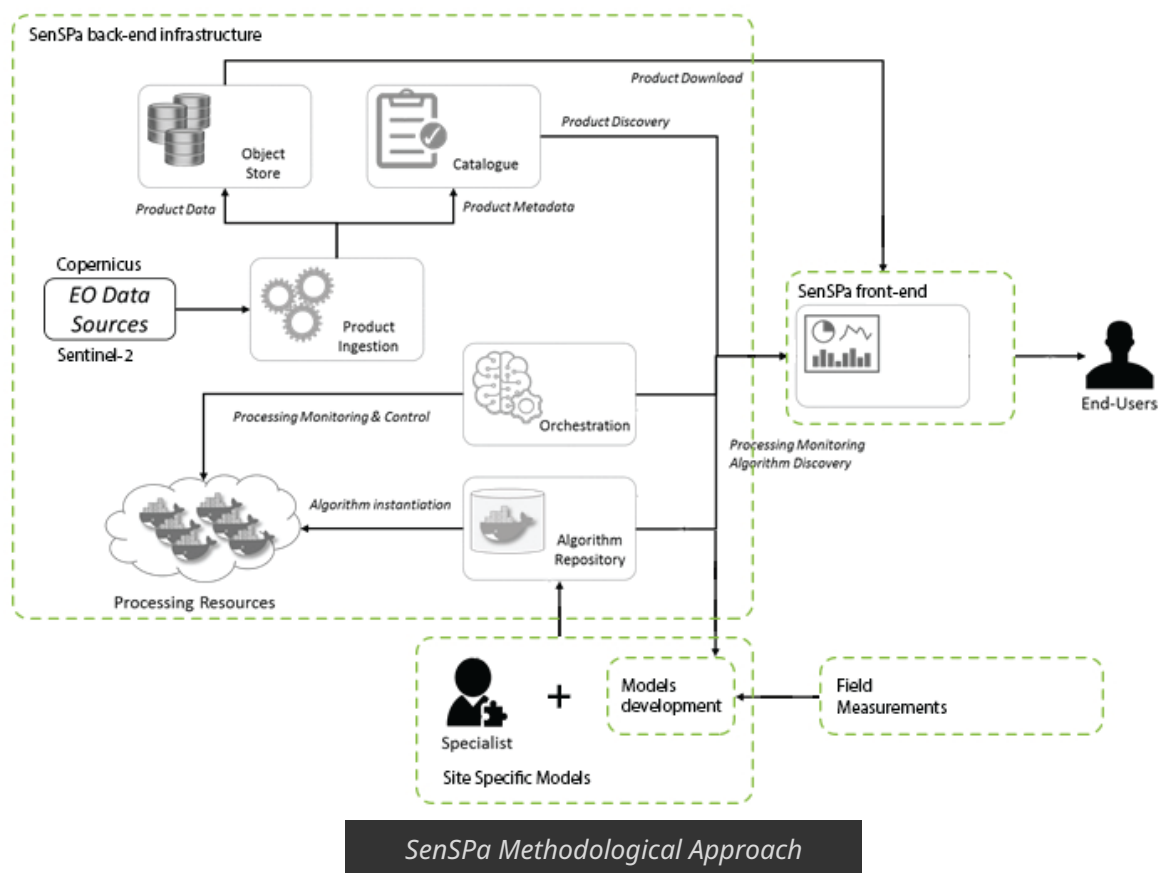 SenSPa back-end infrastructure
Product Download
Product Discovery
Object
Store
Catalogue
Product Data
Product Metadata
Copernicus
EO Data
Sources
Sentinel-2
Product
Ingestion
SenSPa front-end
End-Users
Orchestration
Processing Monitoring & Control
Processing Monitoring
Algorithm Discovery
Algorithm instantiation
Algorithm
Repository
Processing Resources
Specialist
+
Models
development
Field
Measurements
Site Specific Models
SenSPa Methodological Approach